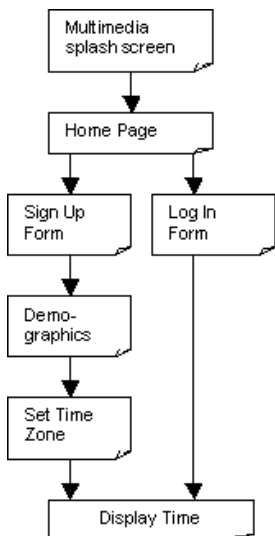 Multimedia
splash screen
Home Page
Sign Up
Form
Log In
Form
Demo-
graphics
Set Time
Zone
Display Time